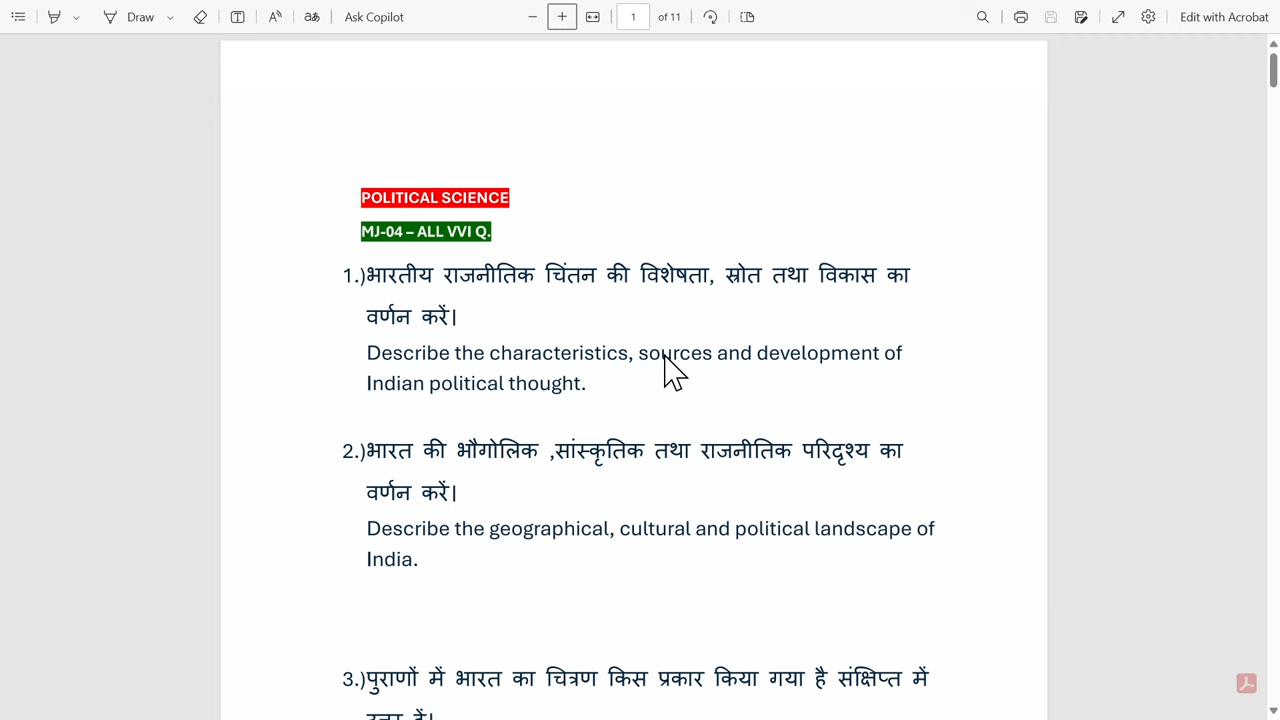 Draw
Ask Copilot
1
of 11
Edit with Acrobat
POLITICAL SCIENCE
MJ-04 – ALL VVI Q.
1.)भारतीय राजनीतिक चिंतन की विशेषता, स्रोत तथा विकास का
वर्णन करें।
Describe the characteristics, sources and development of
Indian political thought.
2.)भारत की भौगोलिक ,सांस्कृतिक तथा राजनीतिक परिदृश्य का
वर्णन करें।
Describe the geographical, cultural and political landscape of
India.
3.)पुराणों में भारत का चित्रण किस प्रकार किया गया है संक्षिप्त में